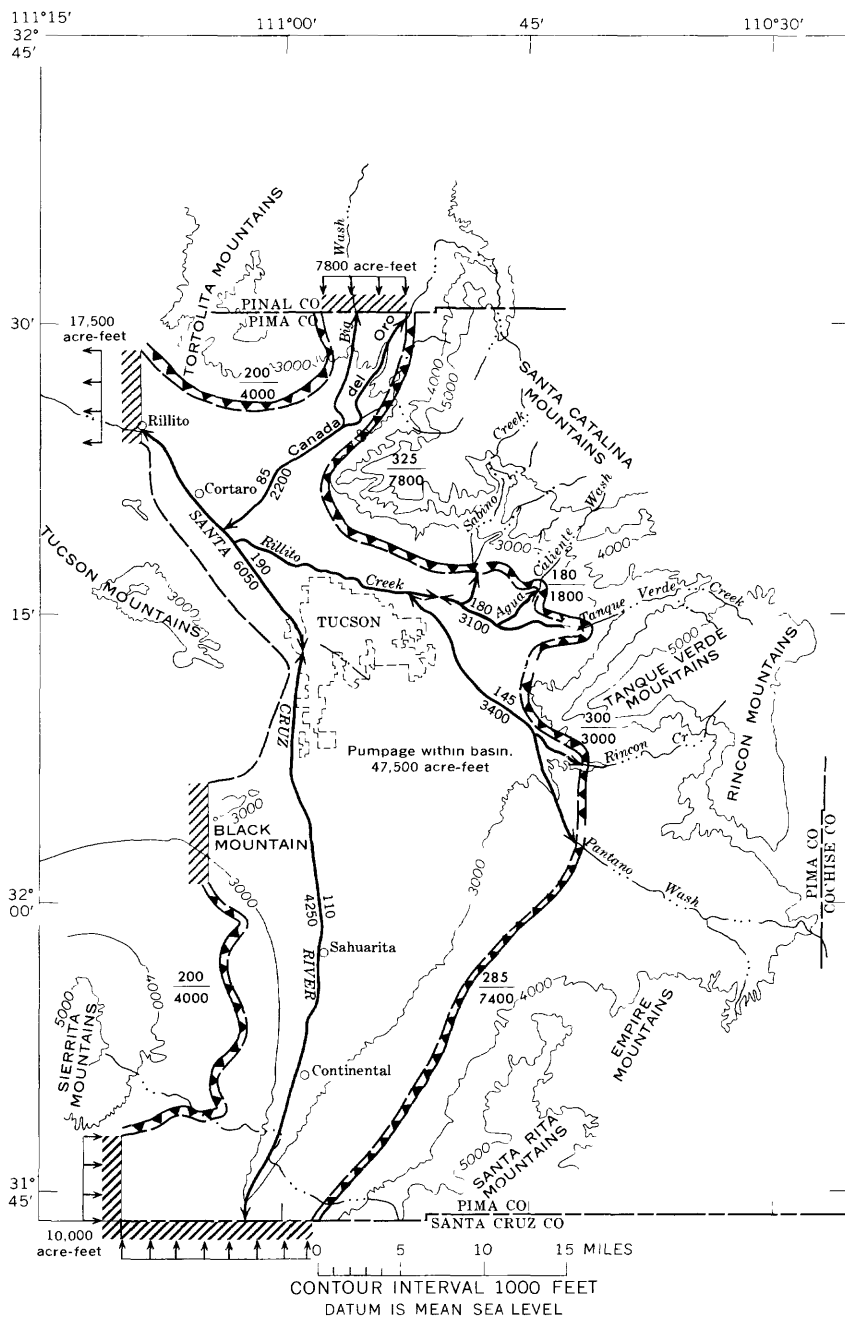 111°15'
111°00'
45'
110°30'
32°
45'
TORTOLITA MOUNTAINS
Wash
7800 acre-feet
17,500
acre-feet
PINAL CO
PIMA CO
30'
Big
Oro
3000
4000
5000
200
4000
del
Rillito
Canada
SANTA CATALINA
MOUNTAINS
Creek
85
2200
325
7800
Cortaro
Sabino
Wash
SANTA
3000
4000
Rillito
Caliente
190
6050
Creek
180
1800
TUCSON MOUNTAINS
3000
Agua
180
3100
Tanque Verde Creek
15'
TUCSON
5000
TANQUE VERDE
MOUNTAINS
145
3400
300
3000
RINCON MOUNTAIN
CRUZ
Rincon Cr
Pumpage within basin,
47,500 acre-feet
3000
BLACK
MOUNTAIN
3000
Pantano
Wash
PIMA CO
COCHISE CO
3000
32°
00'
110
4250
Sahuarita
200
4000
4000
5000
RIVER
285
7400
4000
EMPIRE
MOUNTAINS
SIERRITA
MOUNTAINS
Continental
5000
SANTA RITA
MOUNTAINS
31°
45'
PIMA CO
SANTA CRUZ CO
10,000
acre-feet
0 5 10 15 MILES
CONTOUR INTERVAL 1000 FEET
DATUM IS MEAN SEA LEVEL